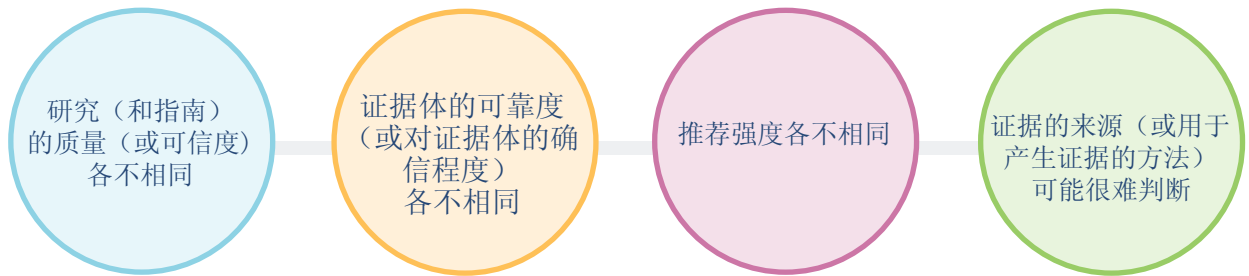 研究（和指南）
的质量（或可信度)
各不相同
证据体的可靠度
（或对证据体的确
信程度）
各不相同
推荐强度各不相同
证据的来源（或用于
产生证据的方法）
可能很难判断